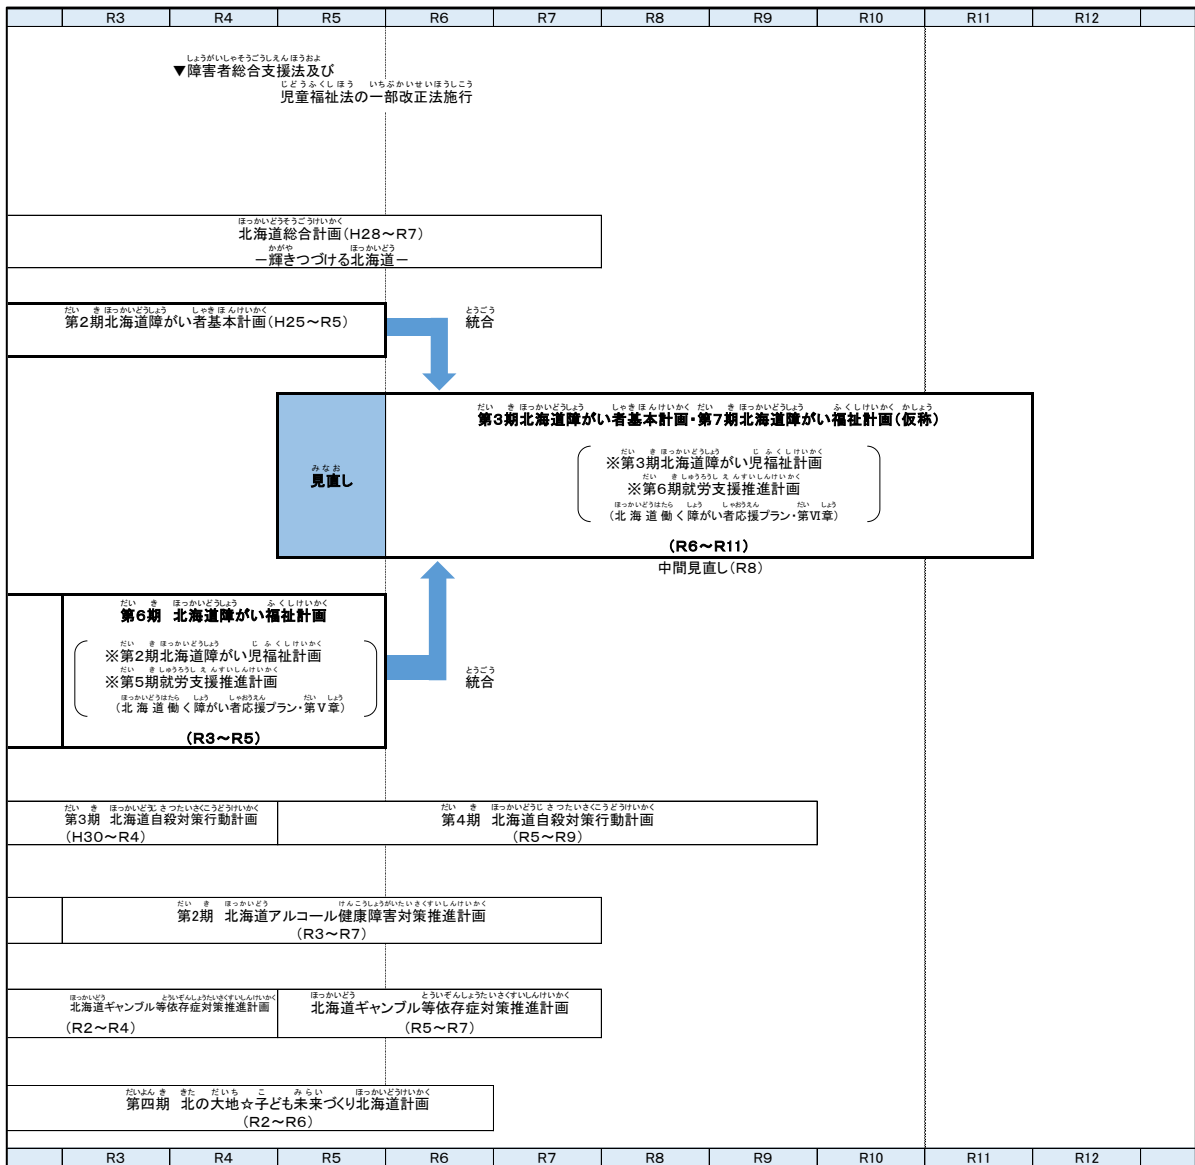 R3 R4 R5 R6 R7 R8 R9 R10 R11 R12
しょうがいしゃそうごうしえんほうおよ
▼障害者総合支援法及び
じどうふくしほう いちぶかいせいほうしこう
児童福祉法の一部改正法施行
ほっかいどうそうごうけいかく
北海道総合計画(H28～R7)
かがや ほっかいどう
－輝きつづける北海道－
だい き ほっかいどうしょう しゃきほんけいかく
第2期北海道障がい者基本計画(H25～R5)
とうごう
統合
だい き ほっかいどうしょう しゃきほんけいかく だい き ほっかいどうしょう ふくしけいかく かしょう
第3期北海道障がい者基本計画・第7期北海道障がい福祉計画(仮称)
みなお
見直し
だい き ほっかいどうしょう じ ふくしけいかく
※第3期北海道障がい児福祉計画
だい き しゅうろうしえんすいしんけいかく
※第6期就労支援推進計画
ほっかいどうはたら しょう しゃおうえん だい しょう
(北海道働く障がい者応援プラン・第Ⅵ章)
(R6～R11)
中間見直し(R8)
だい き ほっかいどうしょう ふくしけいかく
第6期 北海道障がい福祉計画
だい き ほっかいどうしょう じ ふくしけいかく
※第2期北海道障がい児福祉計画
だい き しゅうろうしえんすいしんけいかく
※第5期就労支援推進計画
ほっかいどうはたら しょう しゃおうえん だい しょう
(北海道働く障がい者応援プラン・第Ⅴ章)
(R3～R5)
とうごう
統合
だい き ほっかいどうじさつたいさくこうどうけいかく
第3期 北海道自殺対策行動計画
(H30～R4)
だい き ほっかいどうじさつたいさくこうどうけいかく
第4期 北海道自殺対策行動計画
(R5～R9)
だい き ほっかいどう けんこうしょうがいたいさくすいしんけいかく
第2期 北海道アルコール健康障害対策推進計画
(R3～R7)
ほっかいどう とういぞんしょうたいさくすいしんけいかく
北海道ギャンブル等依存症対策推進計画
(R2～R4)
ほっかいどう とういぞんしょうたいさくすいしんけいかく
北海道ギャンブル等依存症対策推進計画
(R5～R7)
だいよんき きた だいち こ みらい ほっかいどうけいかく
第四期 北の大地☆子ども未来づくり北海道計画
(R2～R6)
R3 R4 R5 R6 R7 R8 R9 R10 R11 R12